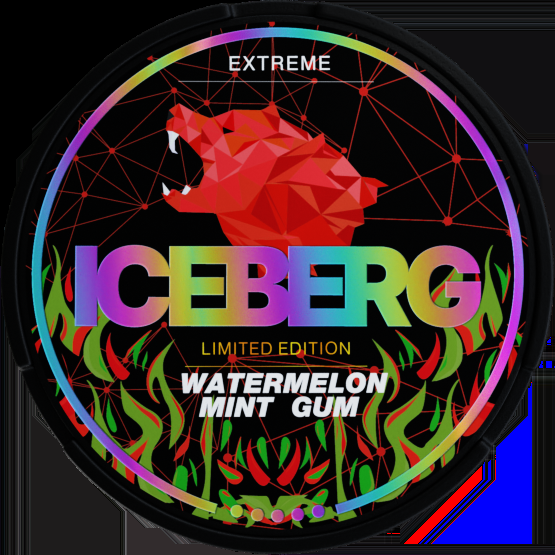 EXTREME
ICEBERG
LIMITED EDITION
WATERMELON
MINT GUM